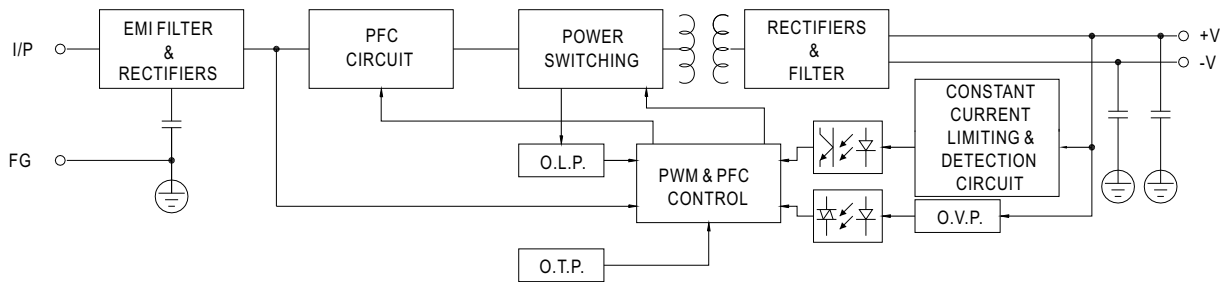 I/P
EMI FILTER
&
RECTIFIERS
PFC
CIRCUIT
POWER
SWITCHING
RECTIFIERS
&
FILTER
+V
-V
CONSTANT
CURRENT
LIMITING &
DETECTION
CIRCUIT
FG
O.L.P.
PWM & PFC
CONTROL
O.V.P.
O.T.P.